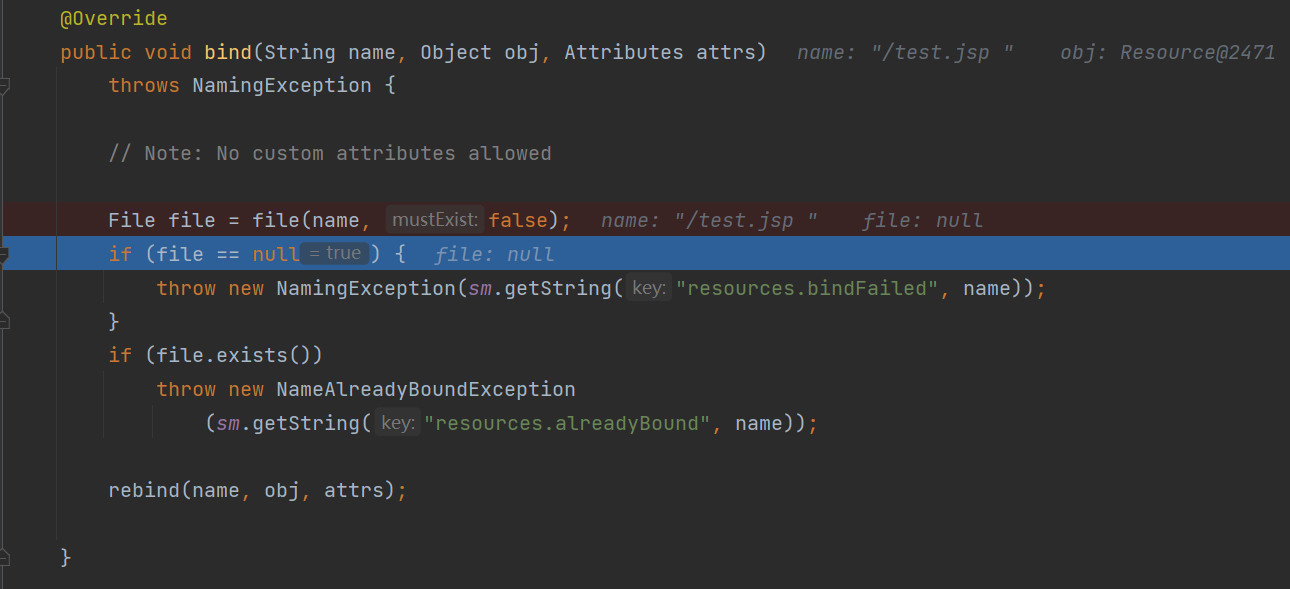 @Override
public void bind(String name, Object obj, Attributes attrs) name: "/test.jsp " obj: Resource@2471
throws NamingException {
// Note: No custom attributes allowed
File file = file(name, mustExist: false); name: "/test.jsp " file: null
if (file == null = true ) { file: null
throw new NamingException(sm.getString( key: "resources.bindFailed", name));
}
if (file.exists())
throw new NameAlreadyBoundException
(sm.getString( key: "resources.alreadyBound", name));
rebind(name, obj, attrs);
}